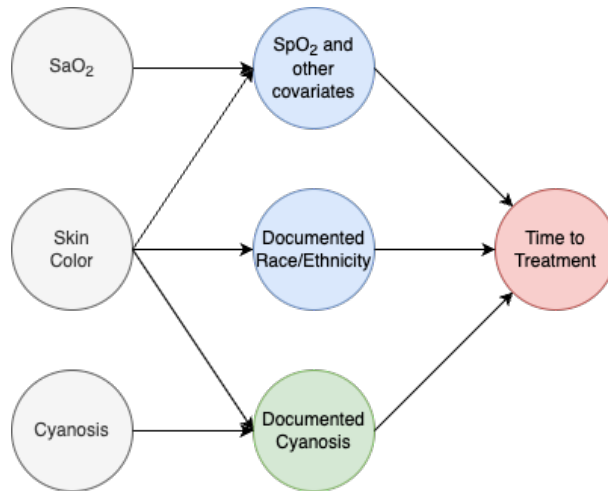 SaO₂
SpO₂ and
other
covariates
Skin
Color
Documented
Race/Ethnicity
Time to
Treatment
Cyanosis
Documented
Cyanosis